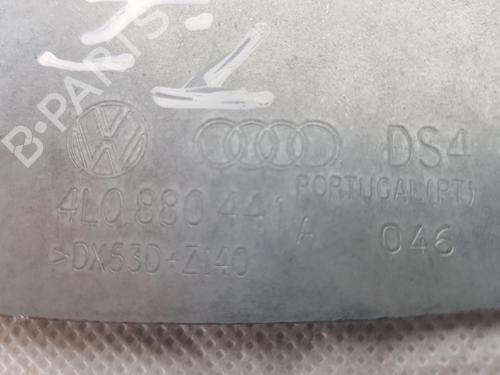 B-PARTS
DS4
PORTUGAL(PT)
4L0 880 441
A
046
>DX53D+Z140